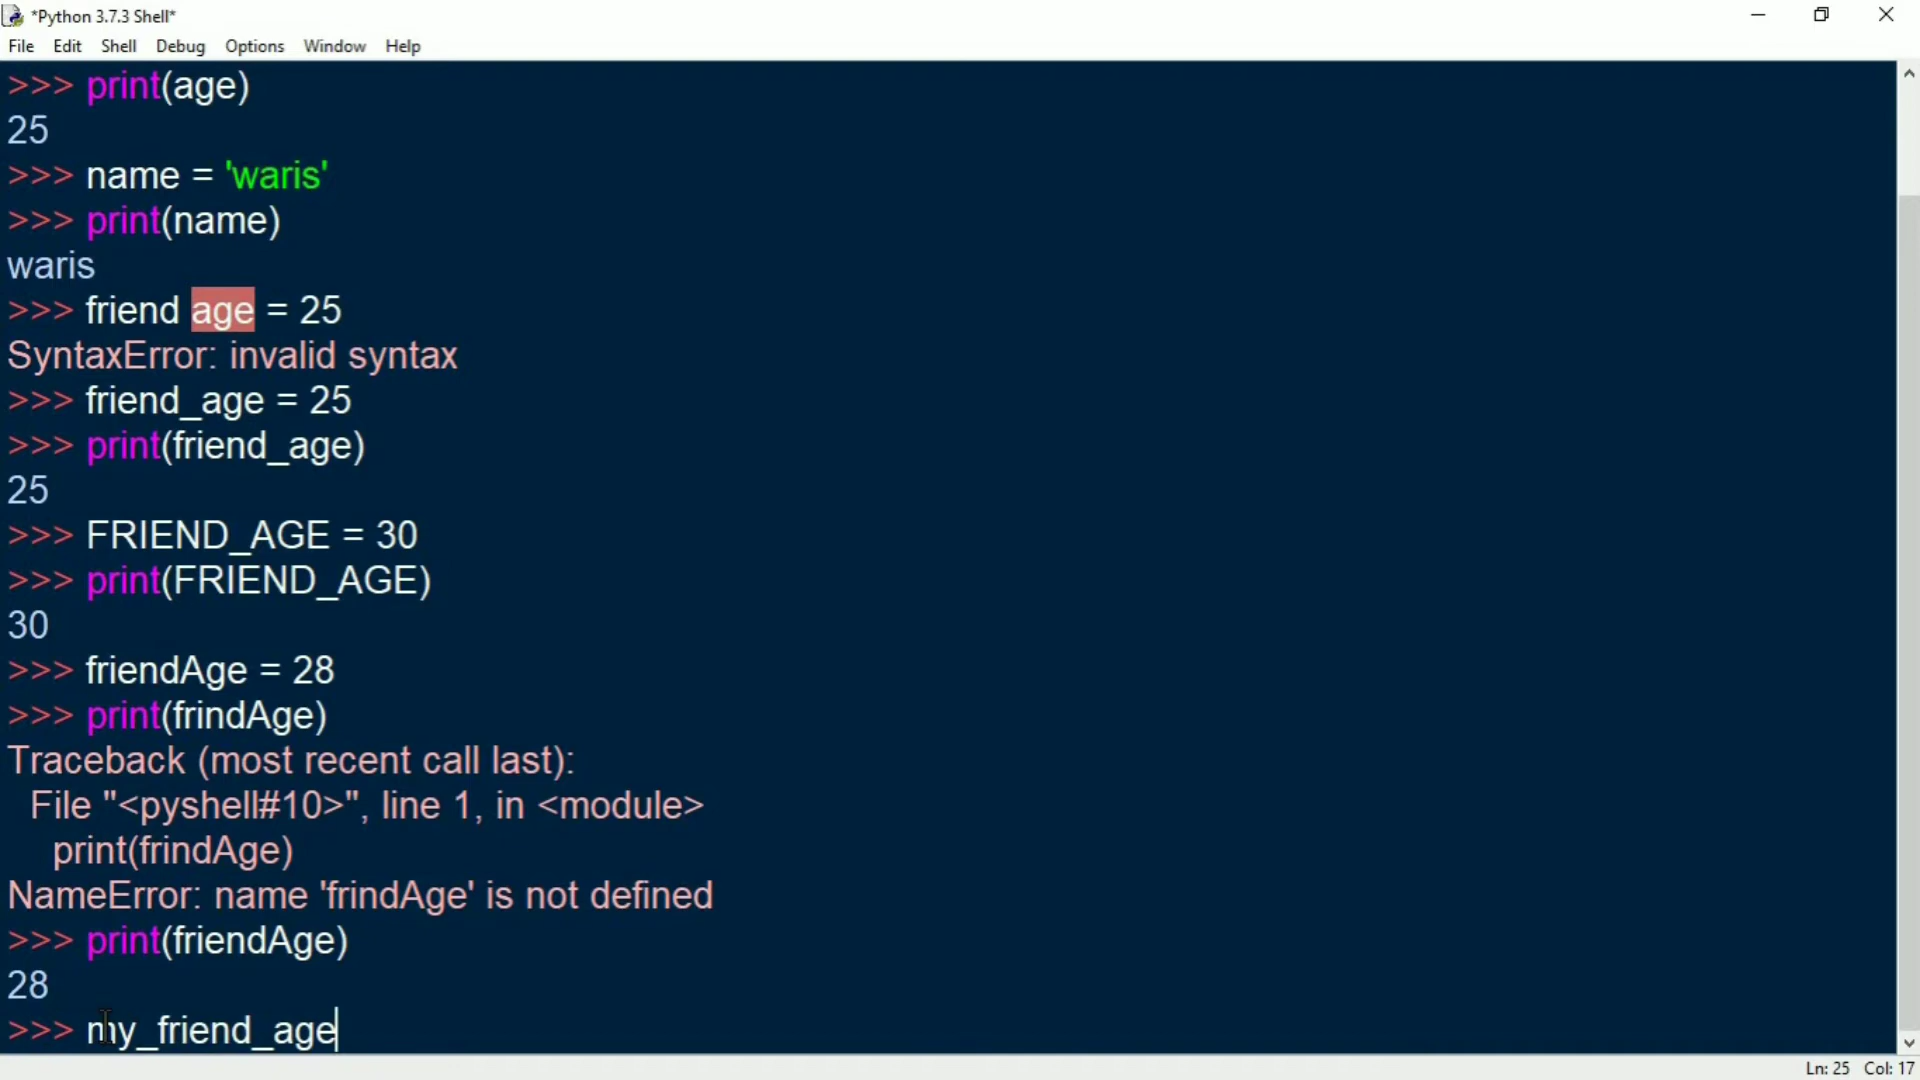 *Python 3.7.3 Shell*
File Edit Shell Debug Options Window Help
>>> print(age)
25
>>> name = 'waris'
>>> print(name)
waris
>>> friend age = 25
SyntaxError: invalid syntax
>>> friend_age = 25
>>> print(friend_age)
25
>>> FRIEND_AGE = 30
>>> print(FRIEND_AGE)
30
>>> friendAge = 28
>>> print(frindAge)
Traceback (most recent call last):
  File "<pyshell#10>", line 1, in <module>
    print(frindAge)
NameError: name 'frindAge' is not defined
>>> print(friendAge)
28
>>> my_friend_age
Ln: 25 Col: 17